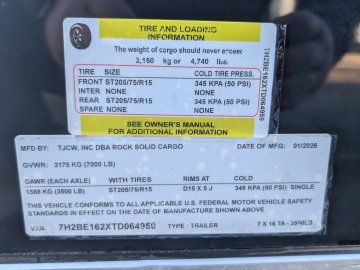 TIRE AND LOADING
INFORMATION
The weight of cargo should never exceed
2,150 kg or 4,740 lbs.
TIRE SIZE COLD TIRE PRESS.
FRONT ST205/75/R15 345 KPA (50 PSI)
INTER NONE NONE
REAR ST205/75/R15 345 KPA (50 PSI)
SPARE NONE NONE
SEE OWNER'S MANUAL
FOR ADDITIONAL INFORMATION
7H2BE162XTD064959
MFD BY: TJCW, INC DBA ROCK SOLID CARGO DATE OF MFG: 01/2026
GVWR: 3175 KG (7000 LB)
GAWR (EACH AXLE) WITH TIRES RIMS AT COLD
1588 KG (3500 LB) ST205/75/R15 D15 X 5 J 345 KPA (50 PSI) SINGLE
THIS VEHICLE CONFORMS TO ALL APPLICABLE U.S. FEDERAL MOTOR VEHICLE SAFETY
STANDARDS IN EFFECT ON THE DATE OF MANUFACTURE SHOWN ABOVE
V.I.N. 7H2BE162XTD064959 TYPE: TRAILER 7 X 16 TA - 3500LB